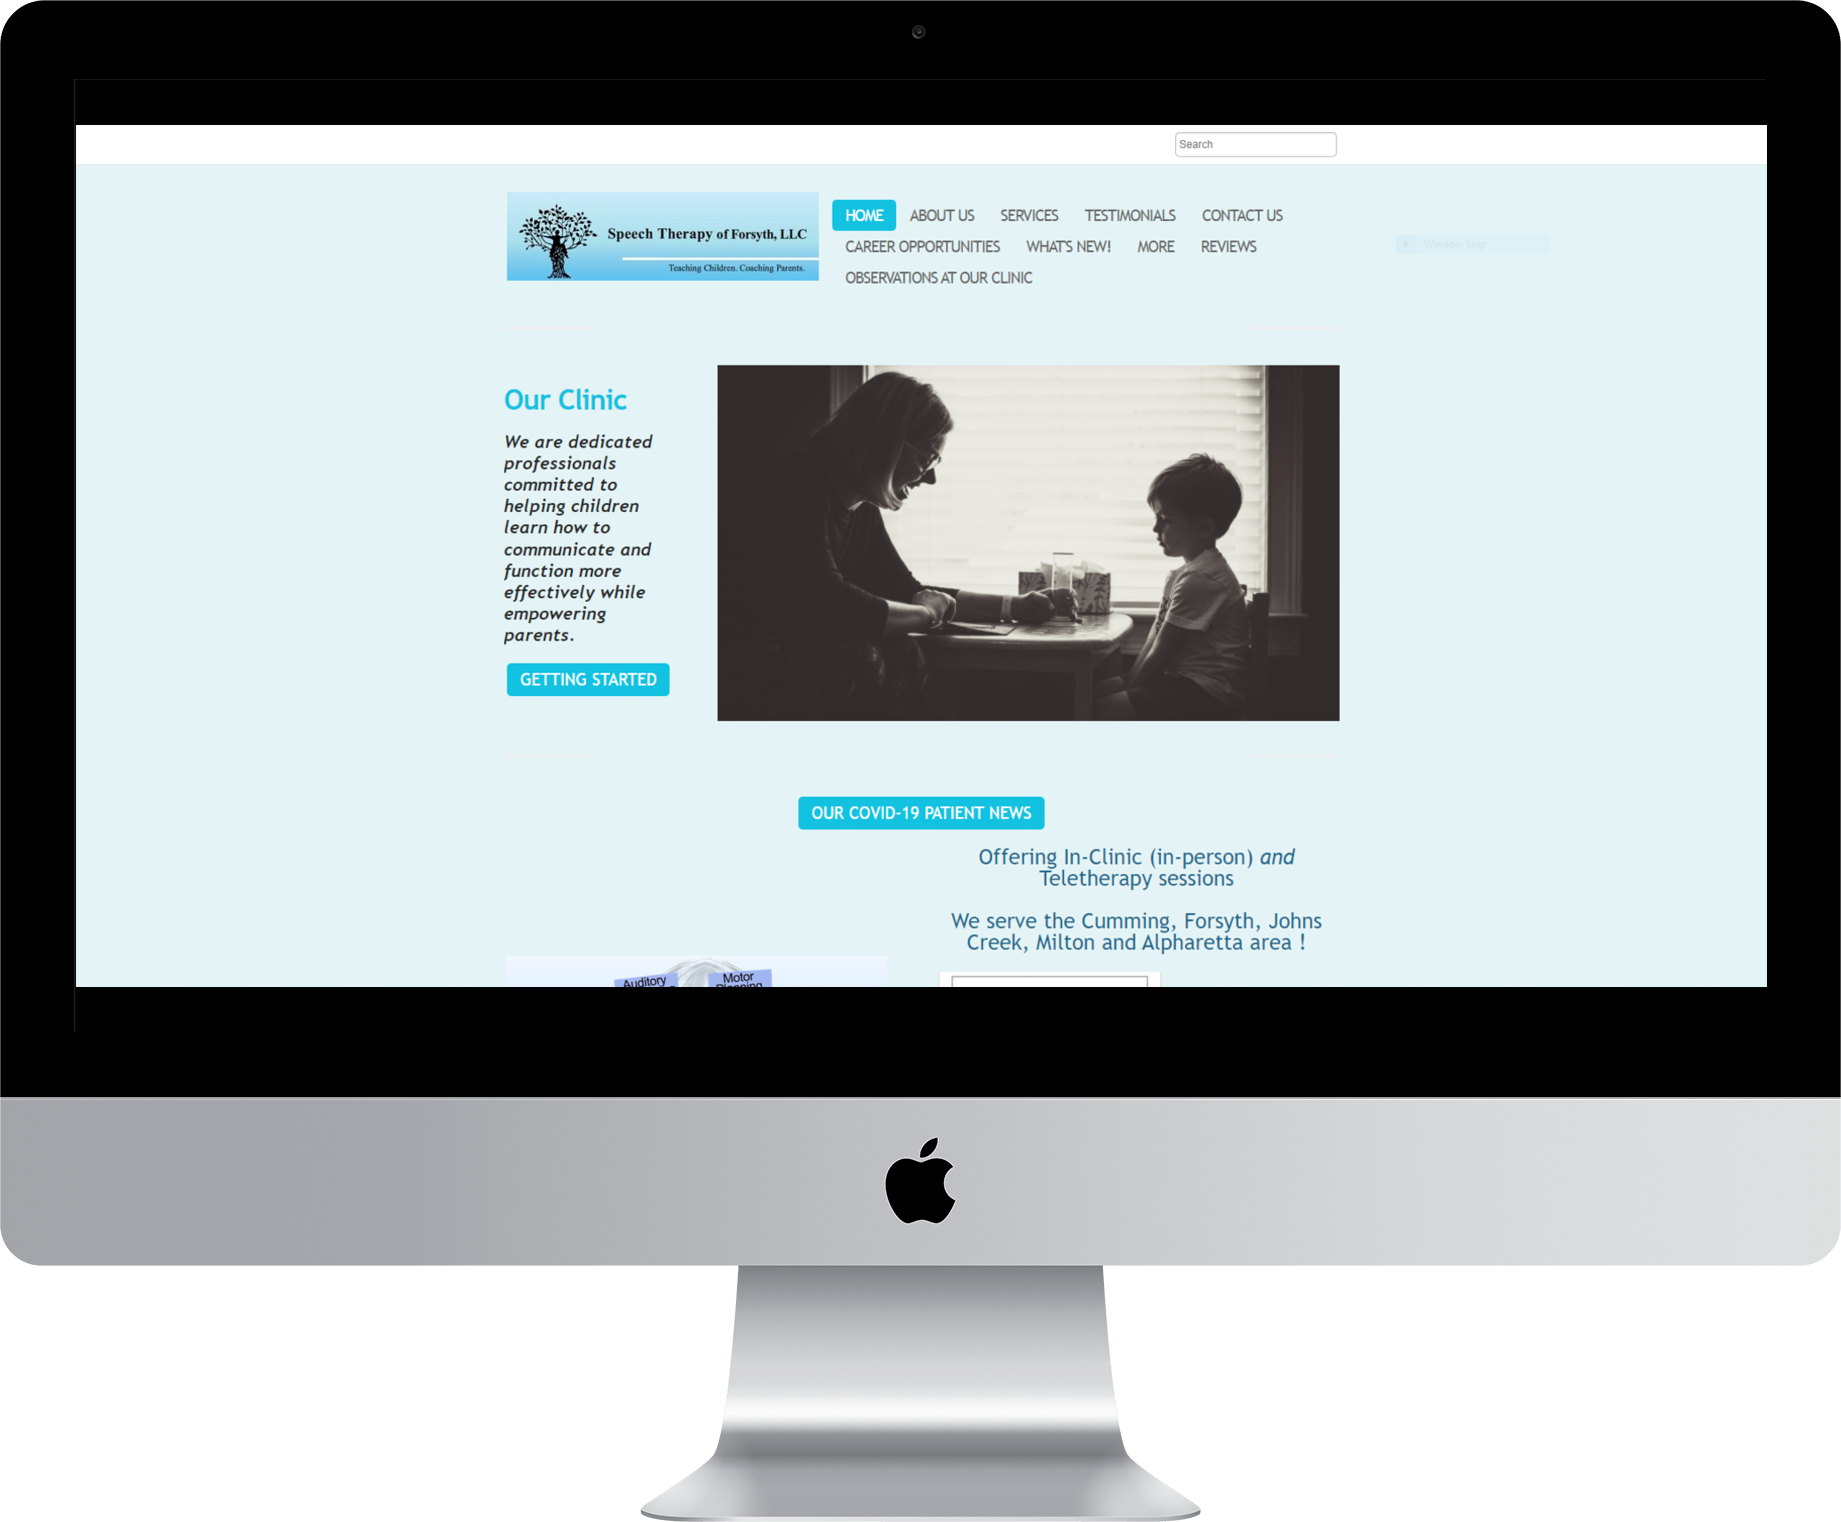 Search
Speech Therapy of Forsyth, LLC
Teaching Children. Coaching Parents.
HOME ABOUT US SERVICES TESTIMONIALS CONTACT US
CAREER OPPORTUNITIES WHAT'S NEW! MORE REVIEWS
OBSERVATIONS AT OUR CLINIC
Window Snip
Our Clinic
We are dedicated
professionals
committed to
helping children
learn how to
communicate and
function more
effectively while
empowering
parents.
GETTING STARTED
OUR COVID-19 PATIENT NEWS
Offering In-Clinic (in-person) and
Teletherapy sessions
We serve the Cumming, Forsyth, Johns
Creek, Milton and Alpharetta area !
Auditory
Motor
Planning